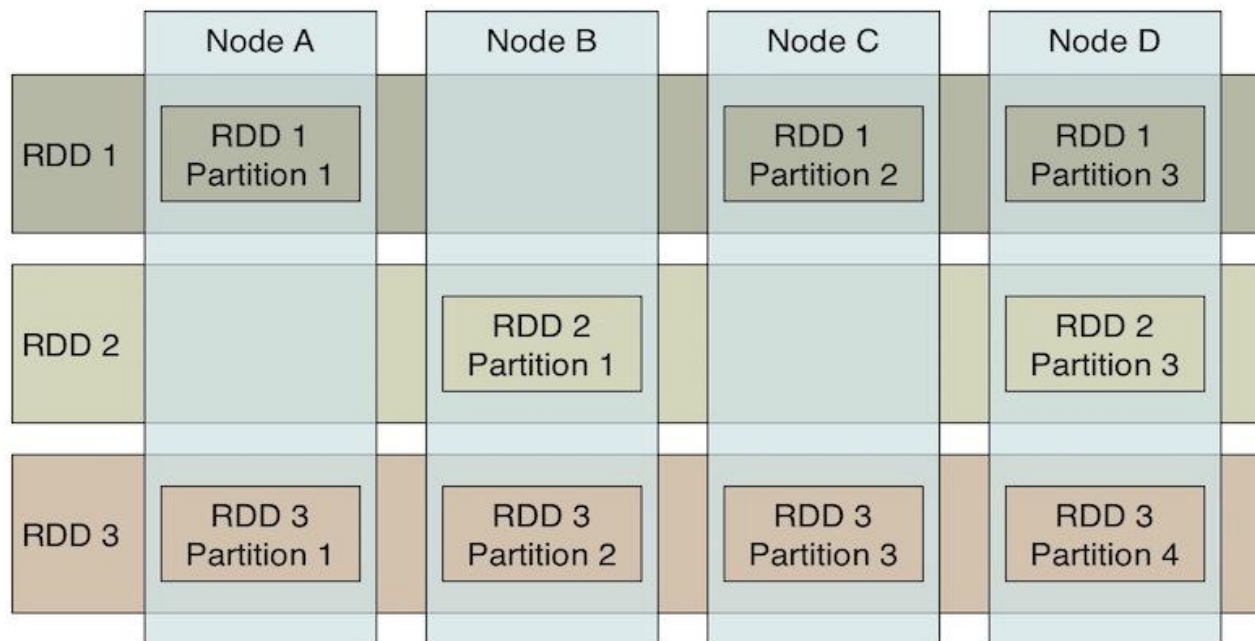 Node A
Node B
Node C
Node D
RDD 1
RDD 1
Partition 1
RDD 1
Partition 2
RDD 1
Partition 3
RDD 2
RDD 2
Partition 1
RDD 2
Partition 3
RDD 3
RDD 3
Partition 1
RDD 3
Partition 2
RDD 3
Partition 3
RDD 3
Partition 4